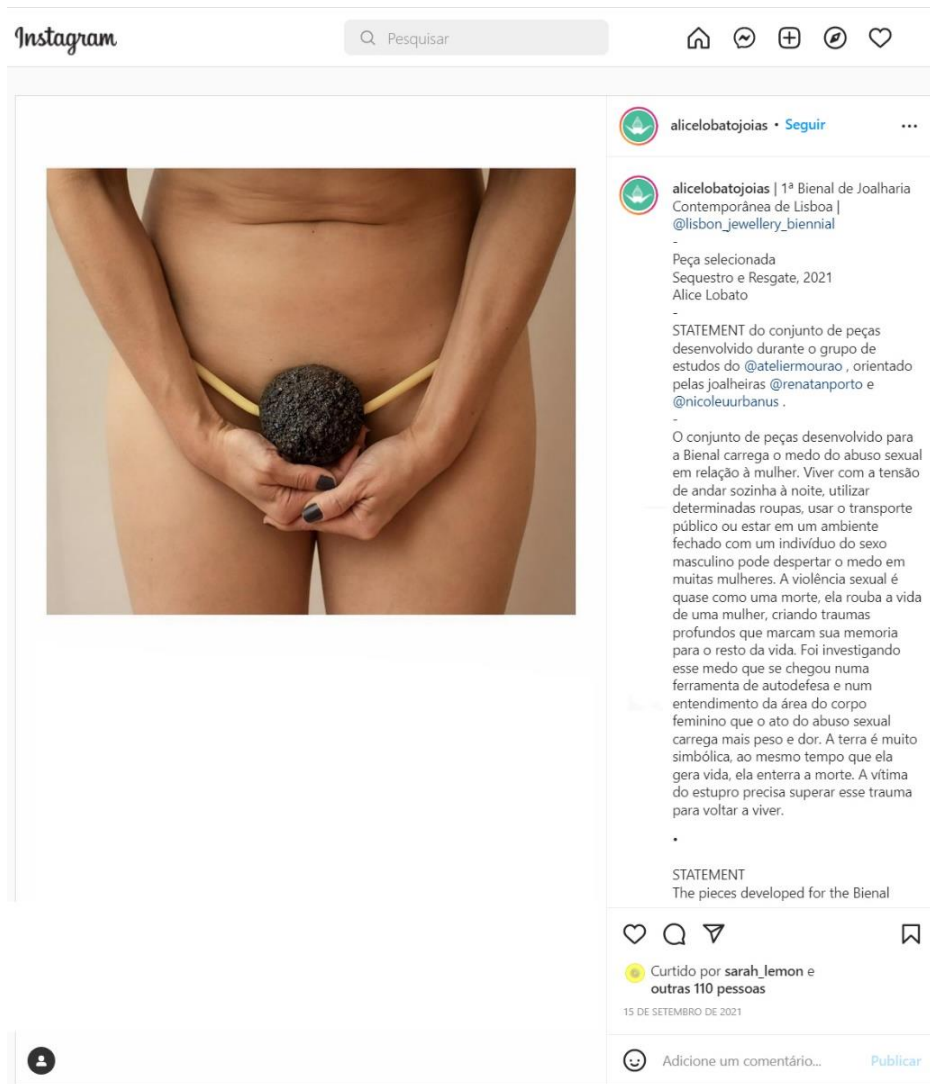 Instagram
Pesquisar
alicelobatojoias • Seguir
alicelobatojoias | 1ª Bienal de Joalharia
Contemporânea de Lisboa |
@lisbon_jewellery_biennial
-
Peça selecionada
Sequestro e Resgate, 2021
Alice Lobato
-
STATEMENT do conjunto de peças
desenvolvido durante o grupo de
estudos do @ateliermourao , orientado
pelas joalheiras @renatanporto e
@nicoleuurbanus .
-
O conjunto de peças desenvolvido para
a Bienal carrega o medo do abuso sexual
em relação à mulher. Viver com a tensão
de andar sozinha à noite, utilizar
determinadas roupas, usar o transporte
público ou estar em um ambiente
fechado com um indivíduo do sexo
masculino pode despertar o medo em
muitas mulheres. A violência sexual é
quase como uma morte, ela rouba a vida
de uma mulher, criando traumas
profundos que marcam sua memoria
para o resto da vida. Foi investigando
esse medo que se chegou numa
ferramenta de autodefesa e num
entendimento da área do corpo
feminino que o ato do abuso sexual
carrega mais peso e dor. A terra é muito
simbólica, ao mesmo tempo que ela
gera vida, ela enterra a morte. A vítima
do estupro precisa superar esse trauma
para voltar a viver.
•
STATEMENT
The pieces developed for the Bienal
Curtido por sarah_lemon e
outras 110 pessoas
15 DE SETEMBRO DE 2021
Adicione um comentário... Publicar